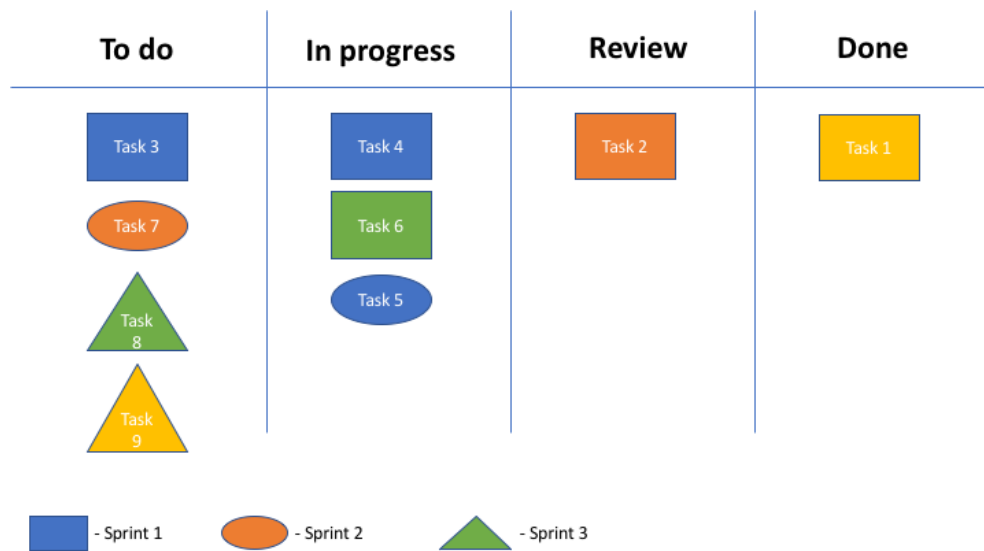 To do
In progress
Review
Done
Task 3
Task 4
Task 2
Task 1
Task 7
Task 6
Task 5
Task
8
Task
9
- Sprint 1
- Sprint 2
- Sprint 3